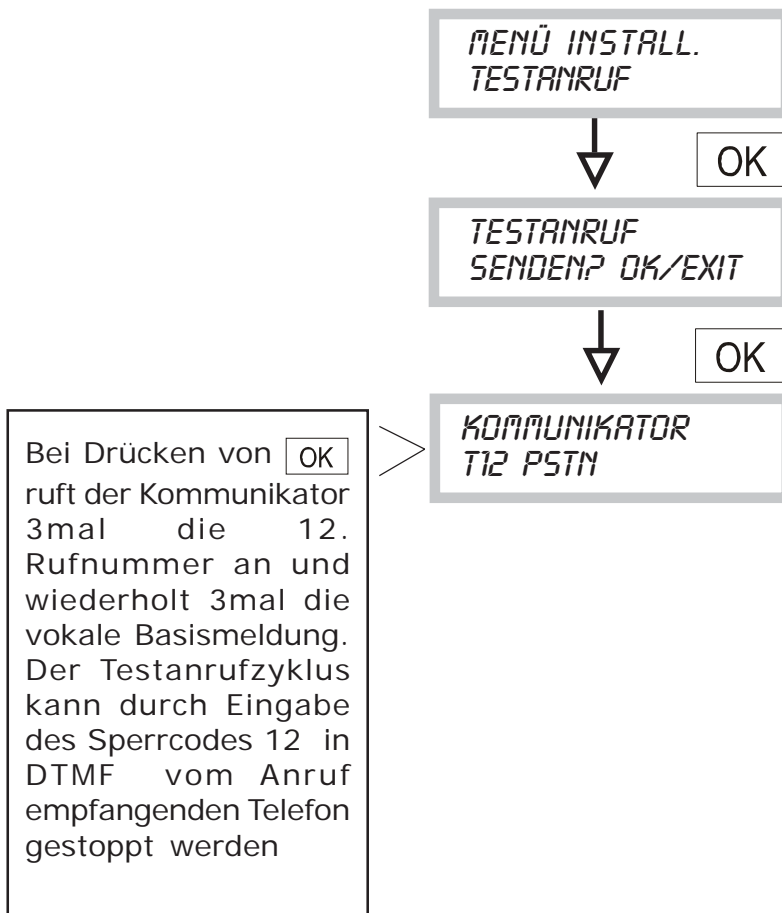 MENÜ INSTALL.
TESTANRUF
OK
TESTANRUF
SENDEN? OK/EXIT
OK
KOMMUNIKATOR
T12 PSTN
Bei Drücken von OK
ruft der Kommunikator
3mal die 12.
Rufnummer an und
wiederholt 3mal die
vokale Basismeldung.
Der Testanrufzyklus
kann durch Eingabe
des Sperrcodes 12 in
DTMF vom Anruf
empfangenden Telefon
gestoppt werden